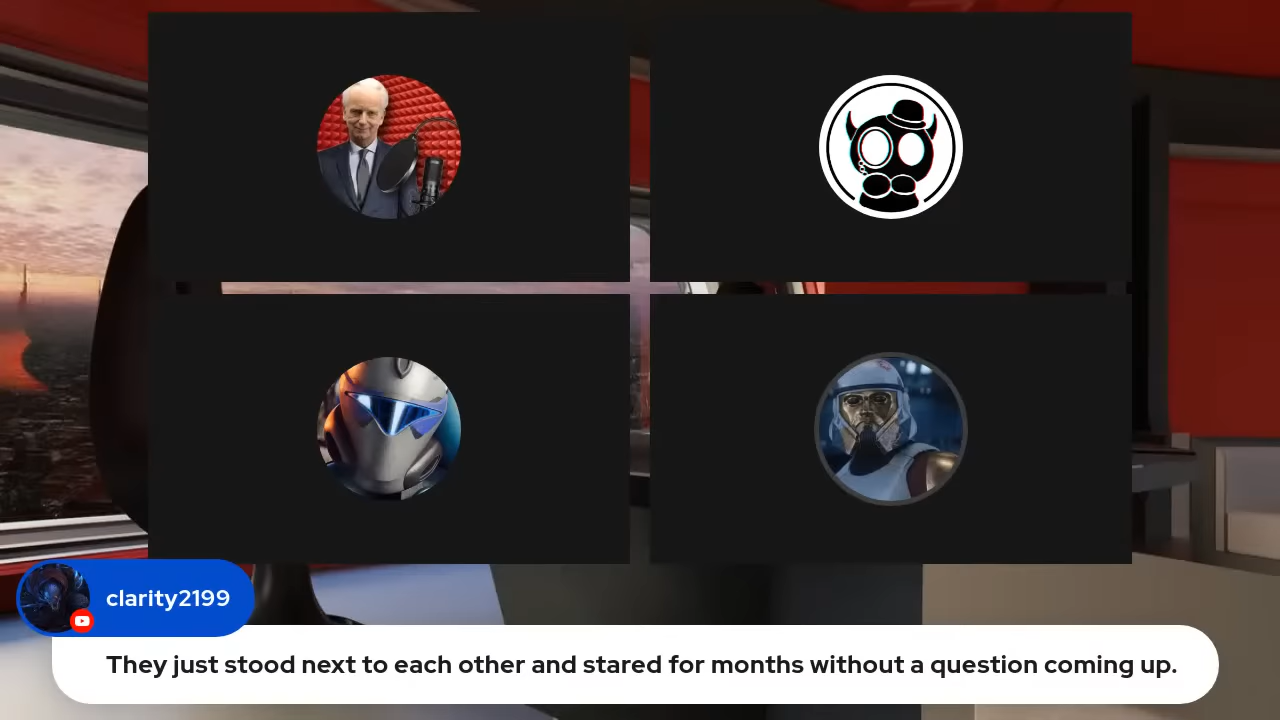 clarity2199
They just stood next to each other and stared for months without a question coming up.